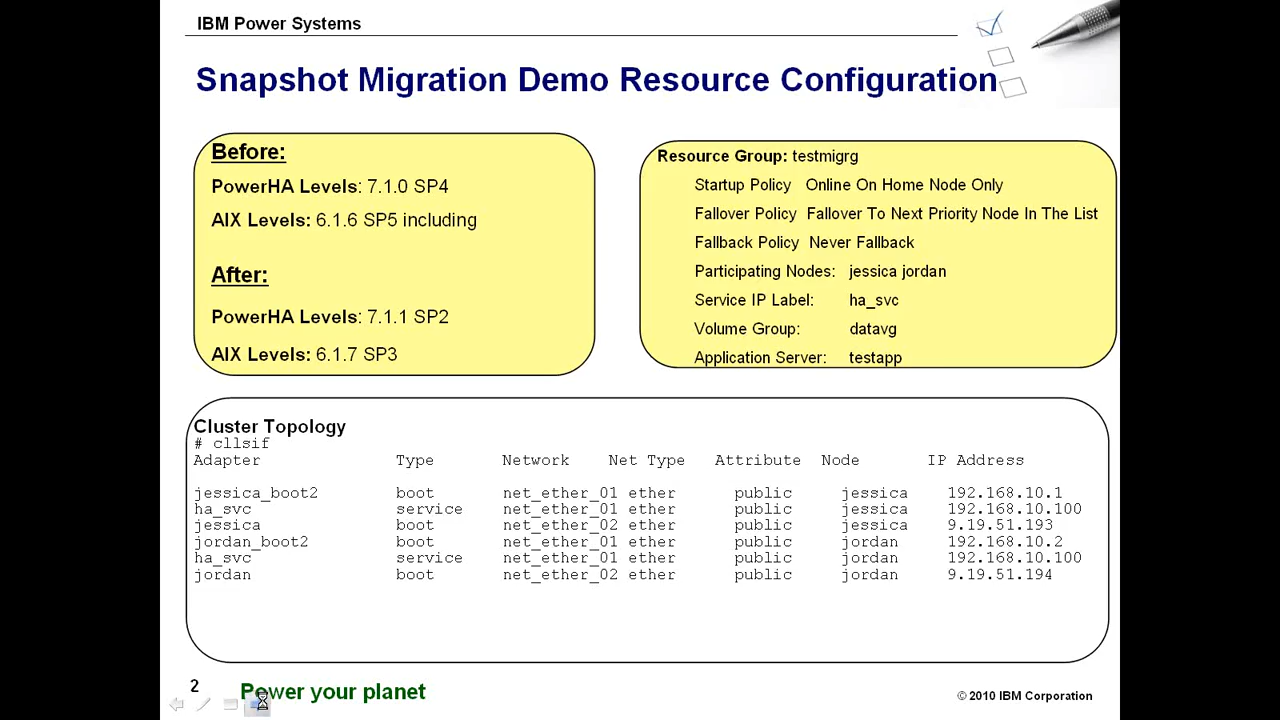 IBM Power Systems
Snapshot Migration Demo Resource Configuration
Before:
PowerHA Levels: 7.1.0 SP4
AIX Levels: 6.1.6 SP5 including
After:
PowerHA Levels: 7.1.1 SP2
AIX Levels: 6.1.7 SP3
Resource Group: testmigrg
Startup Policy Online On Home Node Only
Fallover Policy Fallover To Next Priority Node In The List
Fallback Policy Never Fallback
Participating Nodes: jessica jordan
Service IP Label: ha_svc
Volume Group: datavg
Application Server: testapp
Cluster Topology
# cllsif
Adapter Type Network Net Type Attribute Node IP Address
jessica_boot2 boot net_ether_01 ether public jessica 192.168.10.1
ha_svc service net_ether_01 ether public jessica 192.168.10.100
jessica boot net_ether_02 ether public jessica 9.19.51.193
jordan_boot2 boot net_ether_01 ether public jordan 192.168.10.2
ha_svc service net_ether_01 ether public jordan 192.168.10.100
jordan boot net_ether_02 ether public jordan 9.19.51.194
2
Power your planet
© 2010 IBM Corporation